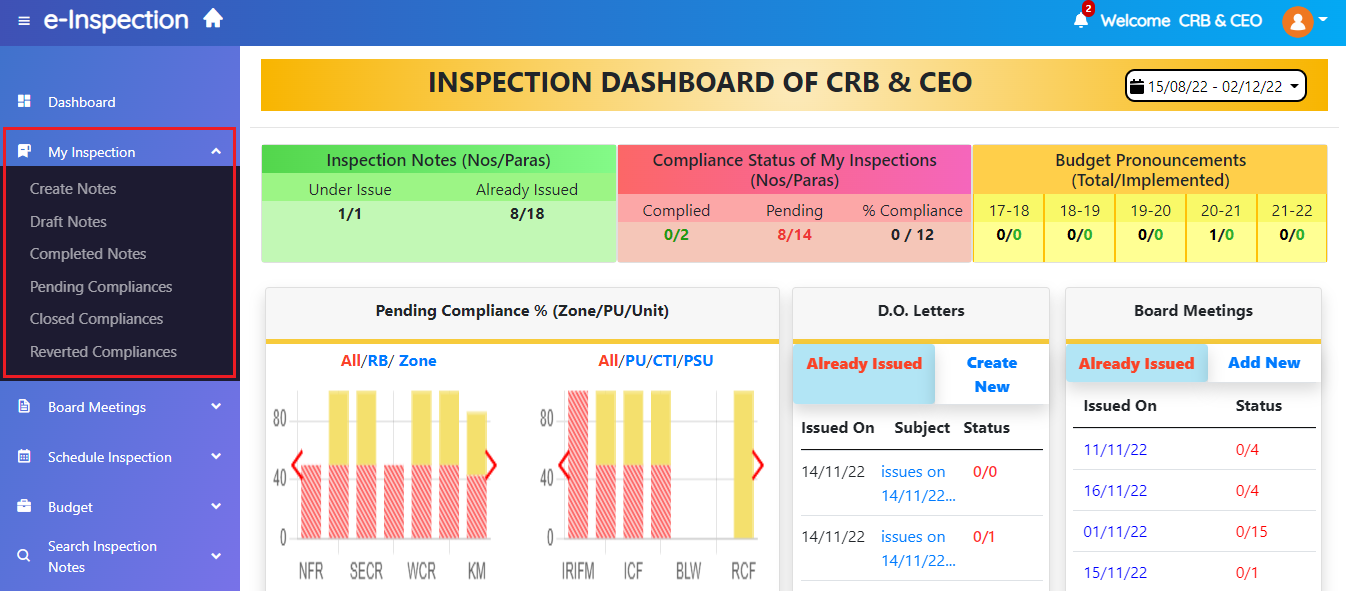 e-Inspection
2
Welcome CRB & CEO
Dashboard
My Inspection
Create Notes
Draft Notes
Completed Notes
Pending Compliances
Closed Compliances
Reverted Compliances
Board Meetings
Schedule Inspection
Budget
Search Inspection
Notes
INSPECTION DASHBOARD OF CRB & CEO
15/08/22 - 02/12/22
Inspection Notes (Nos/Paras)
Under Issue Already Issued
1/1 8/18
Compliance Status of My Inspections
(Nos/Paras)
Complied Pending % Compliance
0/2 8/14 0 / 12
Budget Pronouncements
(Total/Implemented)
17-18 18-19 19-20 20-21 21-22
0/0 0/0 0/0 1/0 0/0
Pending Compliance % (Zone/PU/Unit)
All/RB/ Zone
80
40
0
NFR SECR WCR KM
All/PU/CTI/PSU
80
40
0
IRIFM ICF BLW RCF
D.O. Letters
Already Issued Create
New
Issued On Subject Status
14/11/22 issues on 0/0
14/11/22...
14/11/22 issues on 0/1
14/11/22...
Board Meetings
Already Issued Add New
Issued On Status
11/11/22 0/4
16/11/22 0/4
01/11/22 0/15
15/11/22 0/1